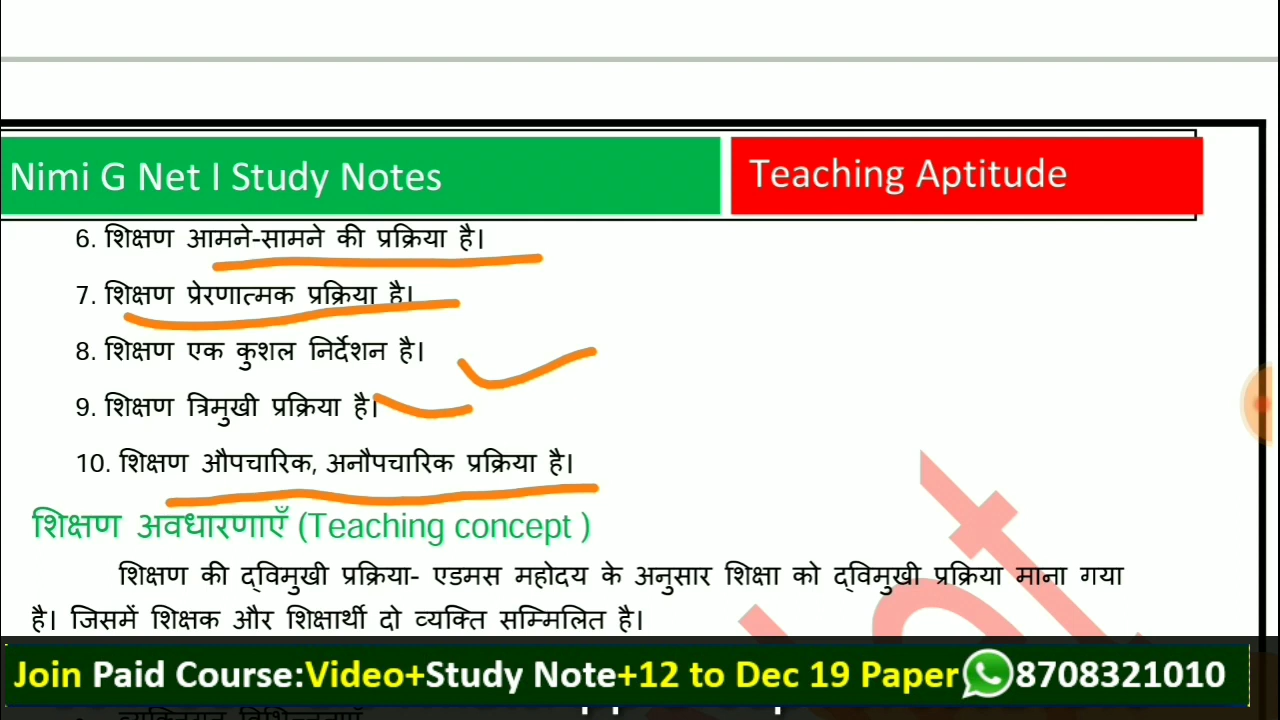 Nimi G Net I Study Notes
Teaching Aptitude
6. शिक्षण आमने-सामने की प्रक्रिया है।
7. शिक्षण प्रेरणात्मक प्रक्रिया है।
8. शिक्षण एक कुशल निर्देशन है।
9. शिक्षण त्रिमुखी प्रक्रिया है।
10. शिक्षण औपचारिक, अनौपचारिक प्रक्रिया है।
शिक्षण अवधारणाएँ (Teaching concept )
शिक्षण की द्विमुखी प्रक्रिया- एडमस महोदय के अनुसार शिक्षा को द्विमुखी प्रक्रिया माना गया
है। जिसमें शिक्षक और शिक्षार्थी दो व्यक्ति सम्मिलित है।
Join Paid Course:Video+Study Note+12 to Dec 19 Paper 8708321010